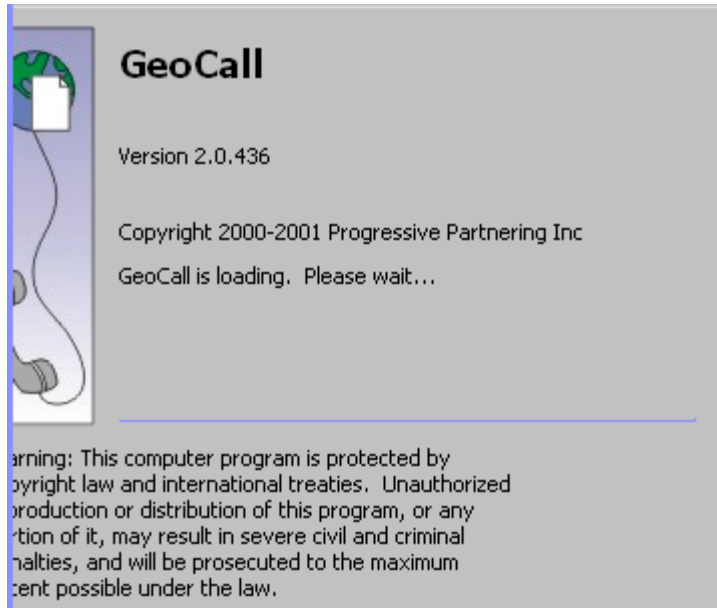 GeoCall
Version 2.0.436
Copyright 2000-2001 Progressive Partnering Inc
GeoCall is loading. Please wait...
arning: This computer program is protected by
opyright law and international treaties. Unauthorized
production or distribution of this program, or any
rtion of it, may result in severe civil and criminal
nalties, and will be prosecuted to the maximum
tent possible under the law.